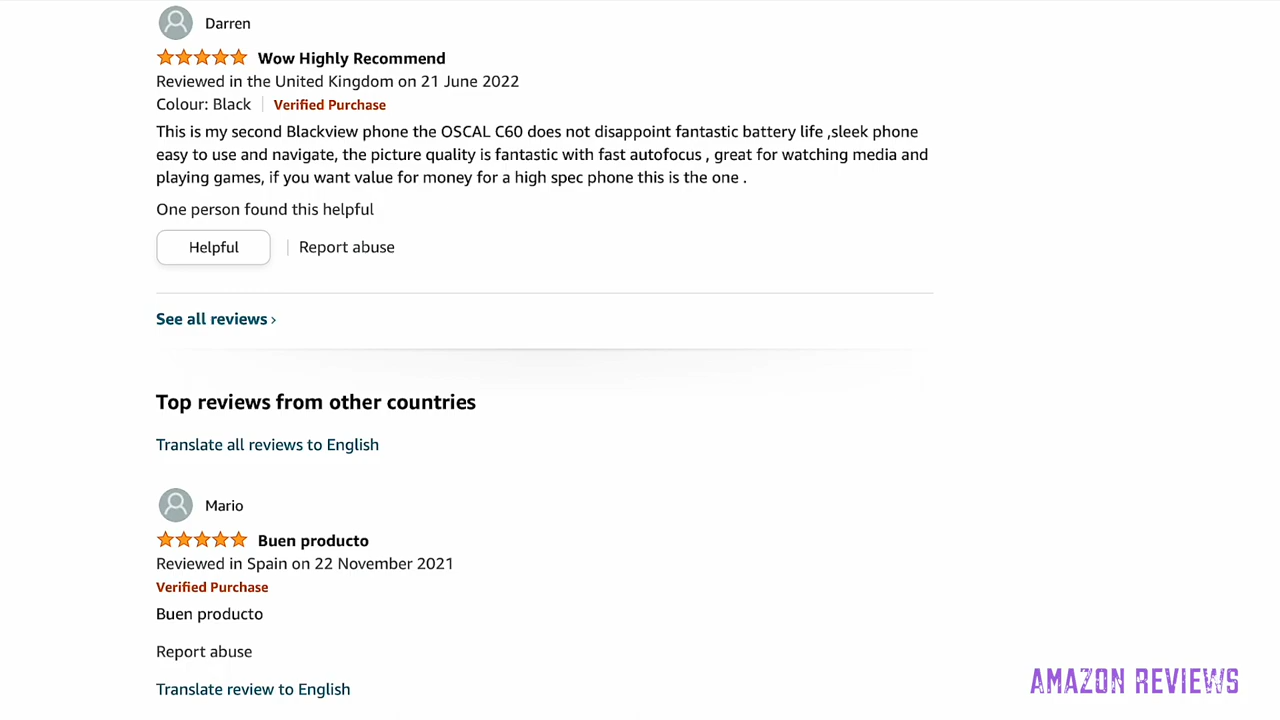 Darren
Wow Highly Recommend
Reviewed in the United Kingdom on 21 June 2022
Colour: Black | Verified Purchase
This is my second Blackview phone the OSCAL C60 does not disappoint fantastic battery life ,sleek phone
easy to use and navigate, the picture quality is fantastic with fast autofocus , great for watching media and
playing games, if you want value for money for a high spec phone this is the one .
One person found this helpful
Helpful | Report abuse
See all reviews ›
Top reviews from other countries
Translate all reviews to English
Mario
Buen producto
Reviewed in Spain on 22 November 2021
Verified Purchase
Buen producto
Report abuse
Translate review to English
AMAZON REVIEWS